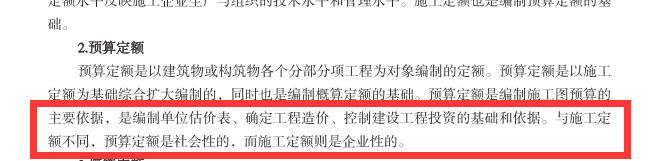 定额水平反映施工企业生产与组织的技术水平和管理水平。施工定额也是编制预算定额的基
础。
2.预算定额
预算定额是以建筑物或构筑物各个分部分项工程为对象编制的定额。预算定额是以施工
定额为基础综合扩大编制的，同时也是编制概算定额的基础。预算定额是编制施工图预算的
主要依据，是编制单位估价表、确定工程造价、控制建设工程投资的基础和依据。与施工定
额不同，预算定额是社会性的，而施工定额则是企业性的。